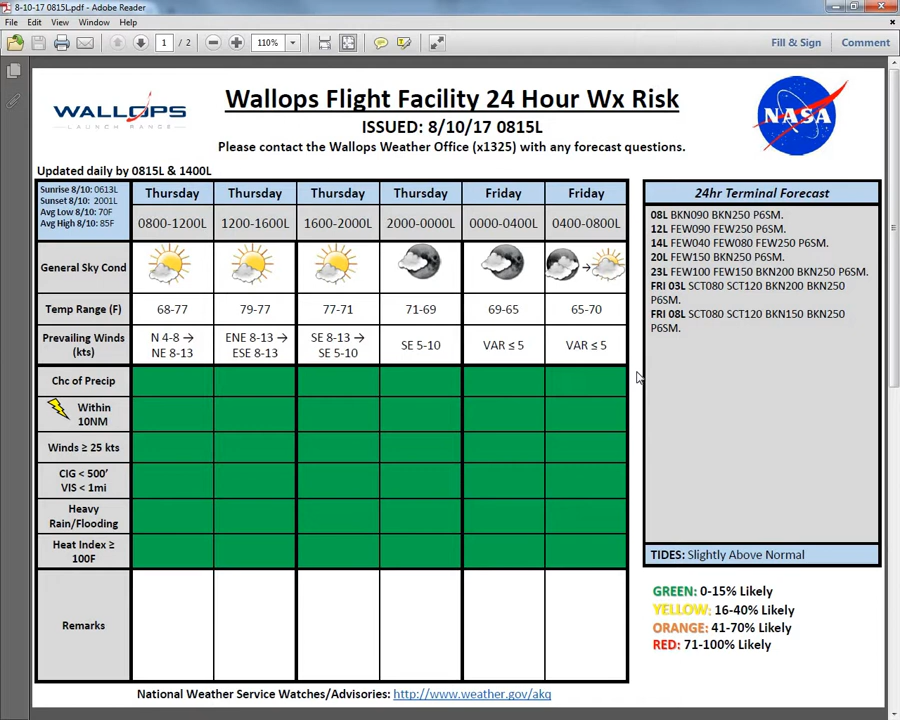 8-10-17 0815L.pdf - Adobe Reader
File Edit View Window Help
1 / 2 110% Fill & Sign Comment
WALLOPS
LAUNCH RANGE
Wallops Flight Facility 24 Hour Wx Risk
ISSUED: 8/10/17 0815L
Please contact the Wallops Weather Office (x1325) with any forecast questions.
NASA
Updated daily by 0815L & 1400L
Sunrise 8/10: 0613L
Sunset 8/10: 2001L
Avg Low 8/10: 70F
Avg High 8/10: 85F
Thursday Thursday Thursday Thursday Friday Friday
0800-1200L 1200-1600L 1600-2000L 2000-0000L 0000-0400L 0400-0800L
General Sky Cond →
Temp Range (F) 68-77 79-77 77-71 71-69 69-65 65-70
Prevailing Winds (kts) N 4-8 → NE 8-13 ENE 8-13 → ESE 8-13 SE 8-13 → SE 5-10 SE 5-10 VAR ≤ 5 VAR ≤ 5
Chc of Precip
Within
10NM
Winds ≥ 25 kts
CIG < 500'
VIS < 1mi
Heavy
Rain/Flooding
Heat Index ≥
100F
Remarks
24hr Terminal Forecast
08L BKN090 BKN250 P6SM.
12L FEW090 FEW250 P6SM.
14L FEW040 FEW080 FEW250 P6SM.
20L FEW150 BKN250 P6SM.
23L FEW100 FEW150 BKN200 BKN250 P6SM.
FRI 03L SCT080 SCT120 BKN200 BKN250
P6SM.
FRI 08L SCT080 SCT120 BKN150 BKN250
P6SM.
TIDES: Slightly Above Normal
GREEN: 0-15% Likely
YELLOW: 16-40% Likely
ORANGE: 41-70% Likely
RED: 71-100% Likely
National Weather Service Watches/Advisories: http://www.weather.gov/akq